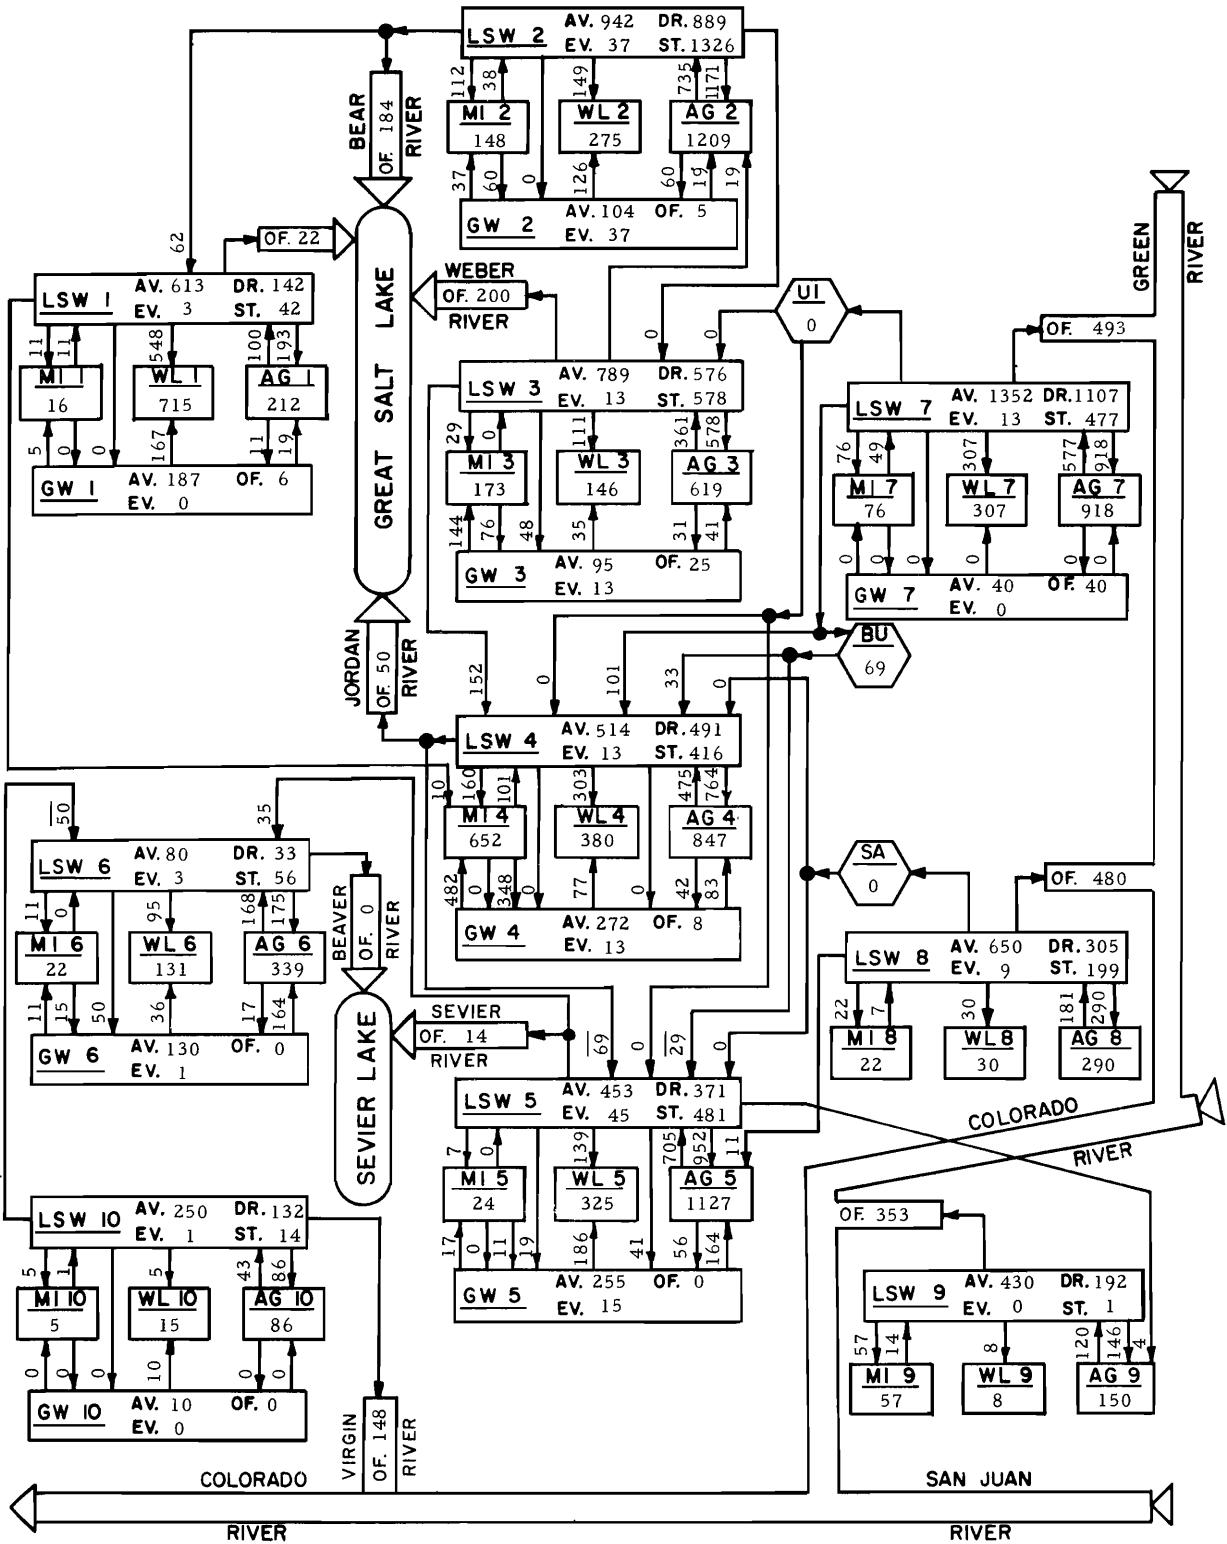 LSW 2 AV. 942 DR. 889
EV. 37 ST. 1326
112 38 149 735 1171
MI 2 WL 2 AG 2
148 275 1209
37 60 0 126 60 19 19
GW 2 AV. 104 OF. 5
EV. 37
BEAR
OF. 184
RIVER
62
OF. 22
LSW 1 AV. 613 DR. 142
EV. 3 ST. 42
11 11 548 100 193
MI 1 WL 1 AG 1
16 715 212
5 0 0 167 11 19
GW 1 AV. 187 OF. 6
EV. 0
GREAT SALT LAKE
WEBER
OF. 200
RIVER
UI
0
0 0
LSW 3 AV. 789 DR. 576
EV. 13 ST. 578
29 0 111 361 578
MI 3 WL 3 AG 3
173 146 619
144 76 48 35 31 41
GW 3 AV. 95 OF. 25
EV. 13
GREEN
RIVER
OF. 493
LSW 7 AV. 1352 DR. 1107
EV. 13 ST. 477
76 49 307 577 918
MI 7 WL 7 AG 7
76 307 918
0 0 0 0 0 0
GW 7 AV. 40 OF. 40
EV. 0
BU
69
JORDAN
OF. 50
RIVER
152 0 101 33 0
LSW 4 AV. 514 DR. 491
EV. 13 ST. 416
10 160 101 303 475 764
MI 4 WL 4 AG 4
652 380 847
482 0 348 0 77 0 42 83
GW 4 AV. 272 OF. 8
EV. 13
SA
0
OF. 480
LSW 8 AV. 650 DR. 305
EV. 9 ST. 199
22 7 30 181 290
MI 8 WL 8 AG 8
22 30 290
50 35
LSW 6 AV. 80 DR. 33
EV. 3 ST. 56
11 0 95 168 175
MI 6 WL 6 AG 6
22 131 339
11 15 50 36 17 164
GW 6 AV. 130 OF. 0
EV. 1
BEAVER
OF. 0
RIVER
SEVIER LAKE
SEVIER
OF. 14
RIVER
69 0 29 0
LSW 5 AV. 453 DR. 371
EV. 45 ST. 481
7 0 139 705 952 11
MI 5 WL 5 AG 5
24 325 1127
17 0 11 19 186 41 56 164
GW 5 AV. 255 OF. 0
EV. 15
COLORADO
RIVER
OF. 353
LSW 9 AV. 430 DR. 192
EV. 0 ST. 1
57 14 8 120 146 4
MI 9 WL 9 AG 9
57 8 150
LSW 10 AV. 250 DR. 132
EV. 1 ST. 14
5 1 5 43 86
MI 10 WL 10 AG 10
5 15 86
0 0 0 10 0 0
GW 10 AV. 10 OF. 0
EV. 0
VIRGIN
OF. 148
RIVER
COLORADO
RIVER
SAN JUAN
RIVER